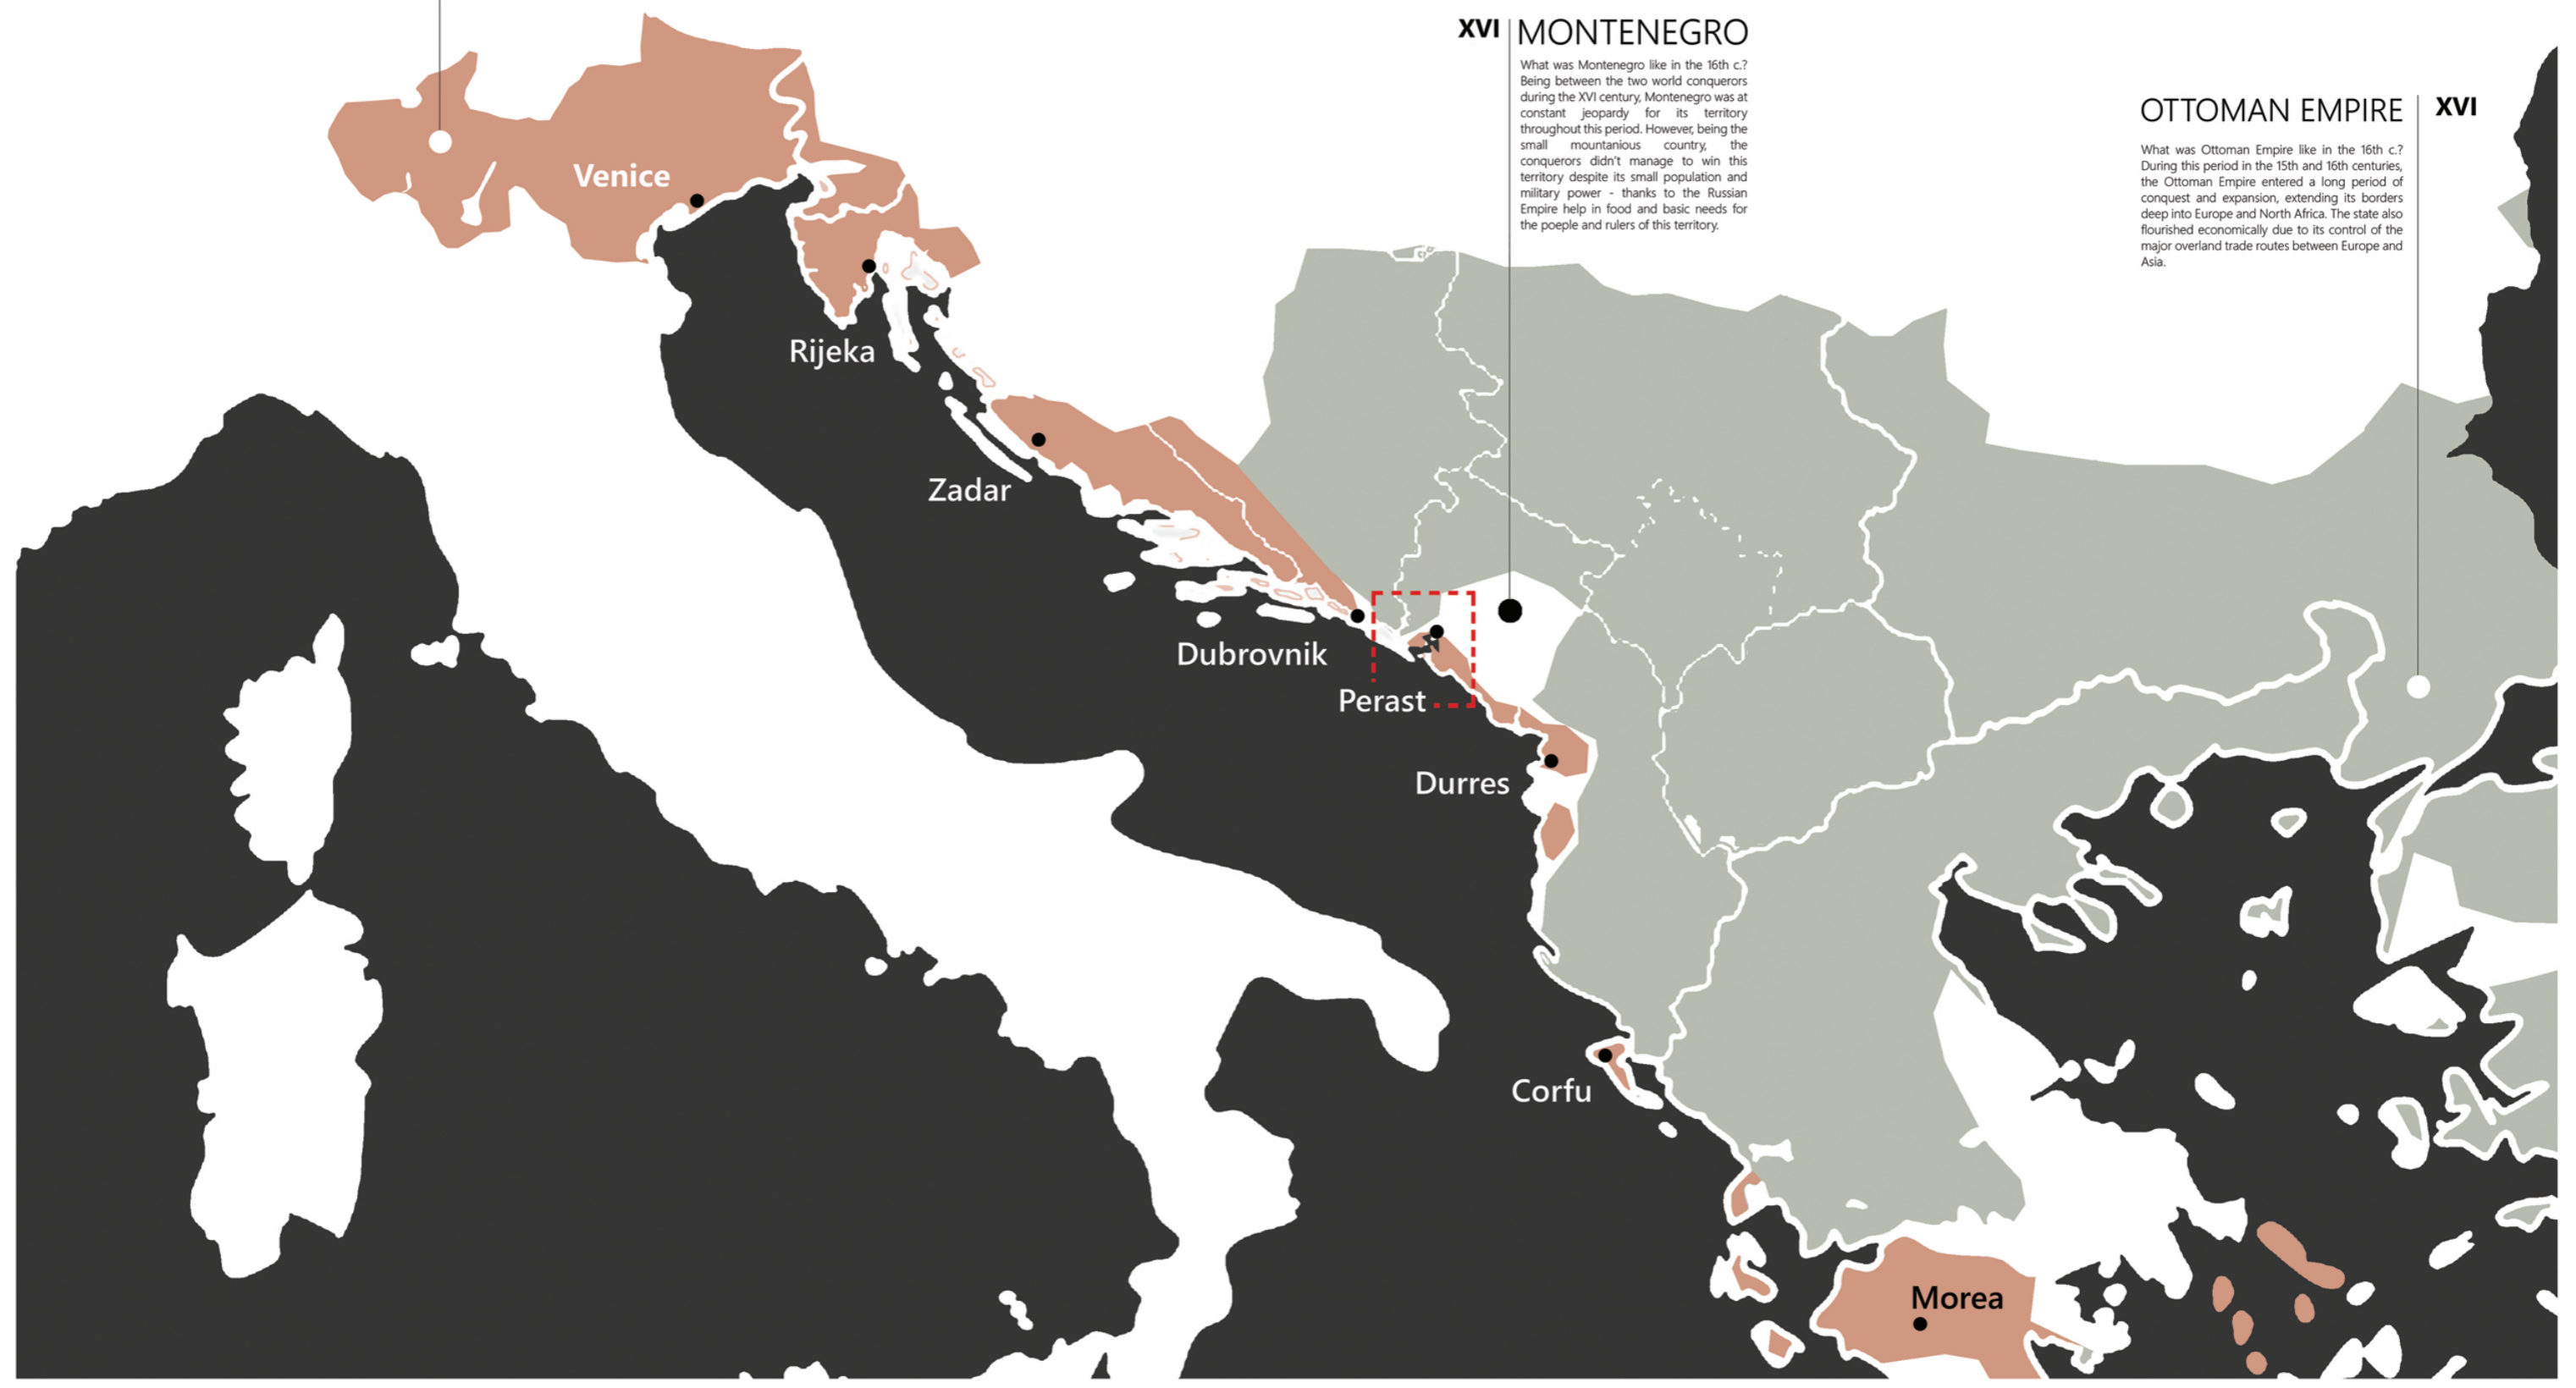 XVI MONTENEGRO
What was Montenegro like in the 16th c.?
Being between the two world conquerors
during the XVI century, Montenegro was at
constant jeopardy for its territory
throughout this period. However, being the
small mountanious country, the
conquerors didn't manage to win this
territory despite its small population and
military power - thanks to the Russian
Empire help in food and basic needs for
the poeple and rulers of this territory.
OTTOMAN EMPIRE XVI
What was Ottoman Empire like in the 16th c.?
During this period in the 15th and 16th centuries,
the Ottoman Empire entered a long period of
conquest and expansion, extending its borders
deep into Europe and North Africa. The state also
flourished economically due to its control of the
major overland trade routes between Europe and
Asia.
Venice
Rijeka
Zadar
Dubrovnik
Perast
Durres
Corfu
Morea